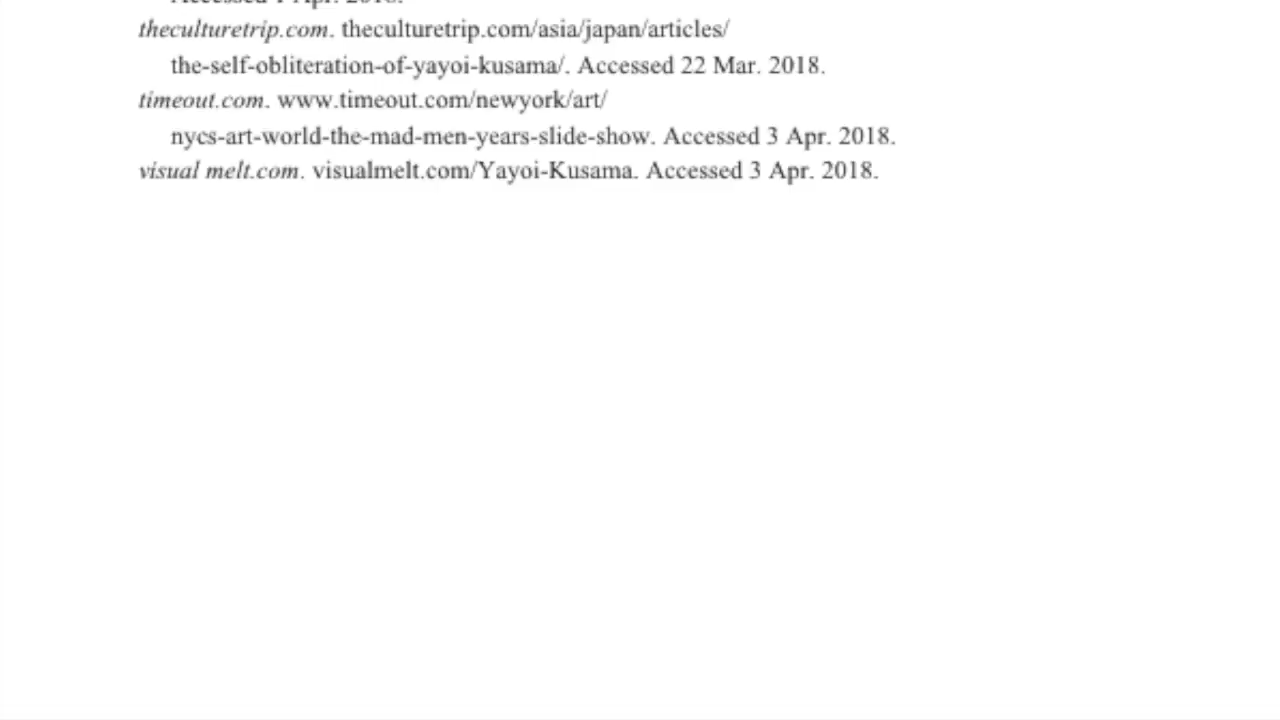 theculturetrip.com. theculturetrip.com/asia/japan/articles/
the-self-obliteration-of-yayoi-kusama/. Accessed 22 Mar. 2018.
timeout.com. www.timeout.com/newyork/art/
nycs-art-world-the-mad-men-years-slide-show. Accessed 3 Apr. 2018.
visual melt.com. visualmelt.com/Yayoi-Kusama. Accessed 3 Apr. 2018.